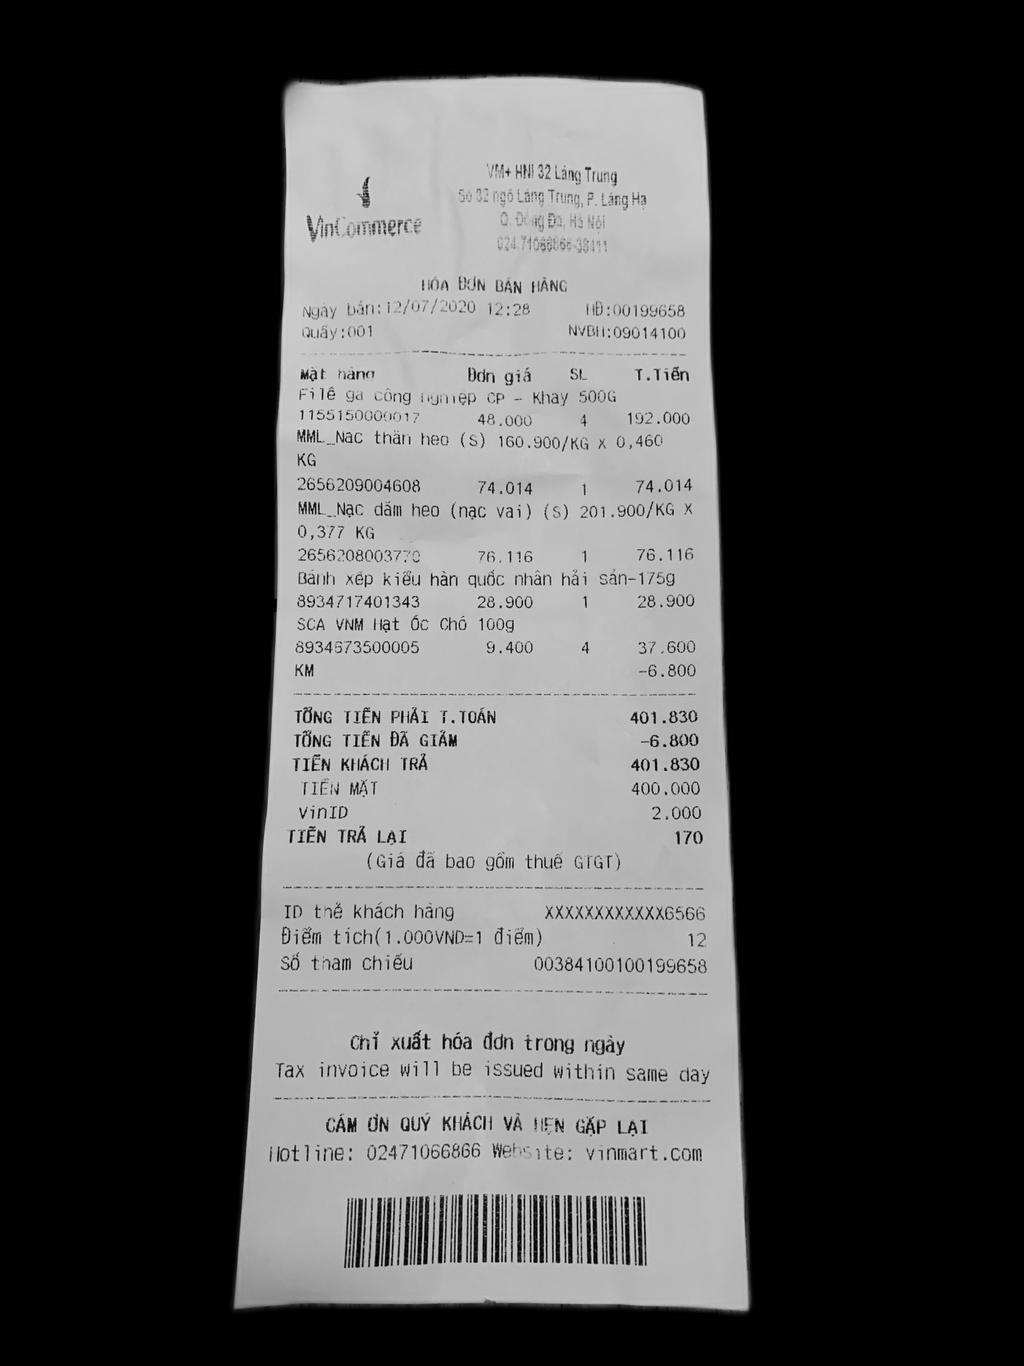 VinCommerce
VM+ HNI 32 Láng Trung
Số 32 ngõ Láng Trung, P. Láng Hạ
Q. Đống Đa, Hà Nội
024.71066866-38411
HÓA ĐƠN BÁN HÀNG
Ngày bán:12/07/2020 12:28 HĐ:00199658
Quầy:001 NVBH:09014100
Mặt hàng Đơn giá SL T.Tiền
Filê gà công nghiệp CP - Khay 500G
1155150000017 48.000 4 192.000
MML_Nạc thăn heo (S) 160.900/KG X 0,460
KG
2656209004608 74.014 1 74.014
MML_Nạc dăm heo (nạc vai) (S) 201.900/KG X
0,377 KG
2656208003770 76.116 1 76.116
Bánh xếp kiểu hàn quốc nhân hải sản-175g
8934717401343 28.900 1 28.900
SCA VNM Hạt Óc Chó 100g
8934673500005 9.400 4 37.600
KM -6.800
TỔNG TIỀN PHẢI T.TOÁN 401.830
TỔNG TIỀN ĐÃ GIẢM -6.800
TIỀN KHÁCH TRẢ 401.830
TIỀN MẶT 400.000
VinID 2.000
TIỀN TRẢ LẠI 170
(Giá đã bao gồm thuế GTGT)
ID thẻ khách hàng XXXXXXXXXXXX6566
Điểm tích(1.000VND=1 điểm) 12
Số tham chiếu 00384100100199658
Chỉ xuất hóa đơn trong ngày
Tax invoice will be issued within same day
CẢM ƠN QUÝ KHÁCH VÀ HẸN GẶP LẠI
Hotline: 02471066866 Website: vinmart.com